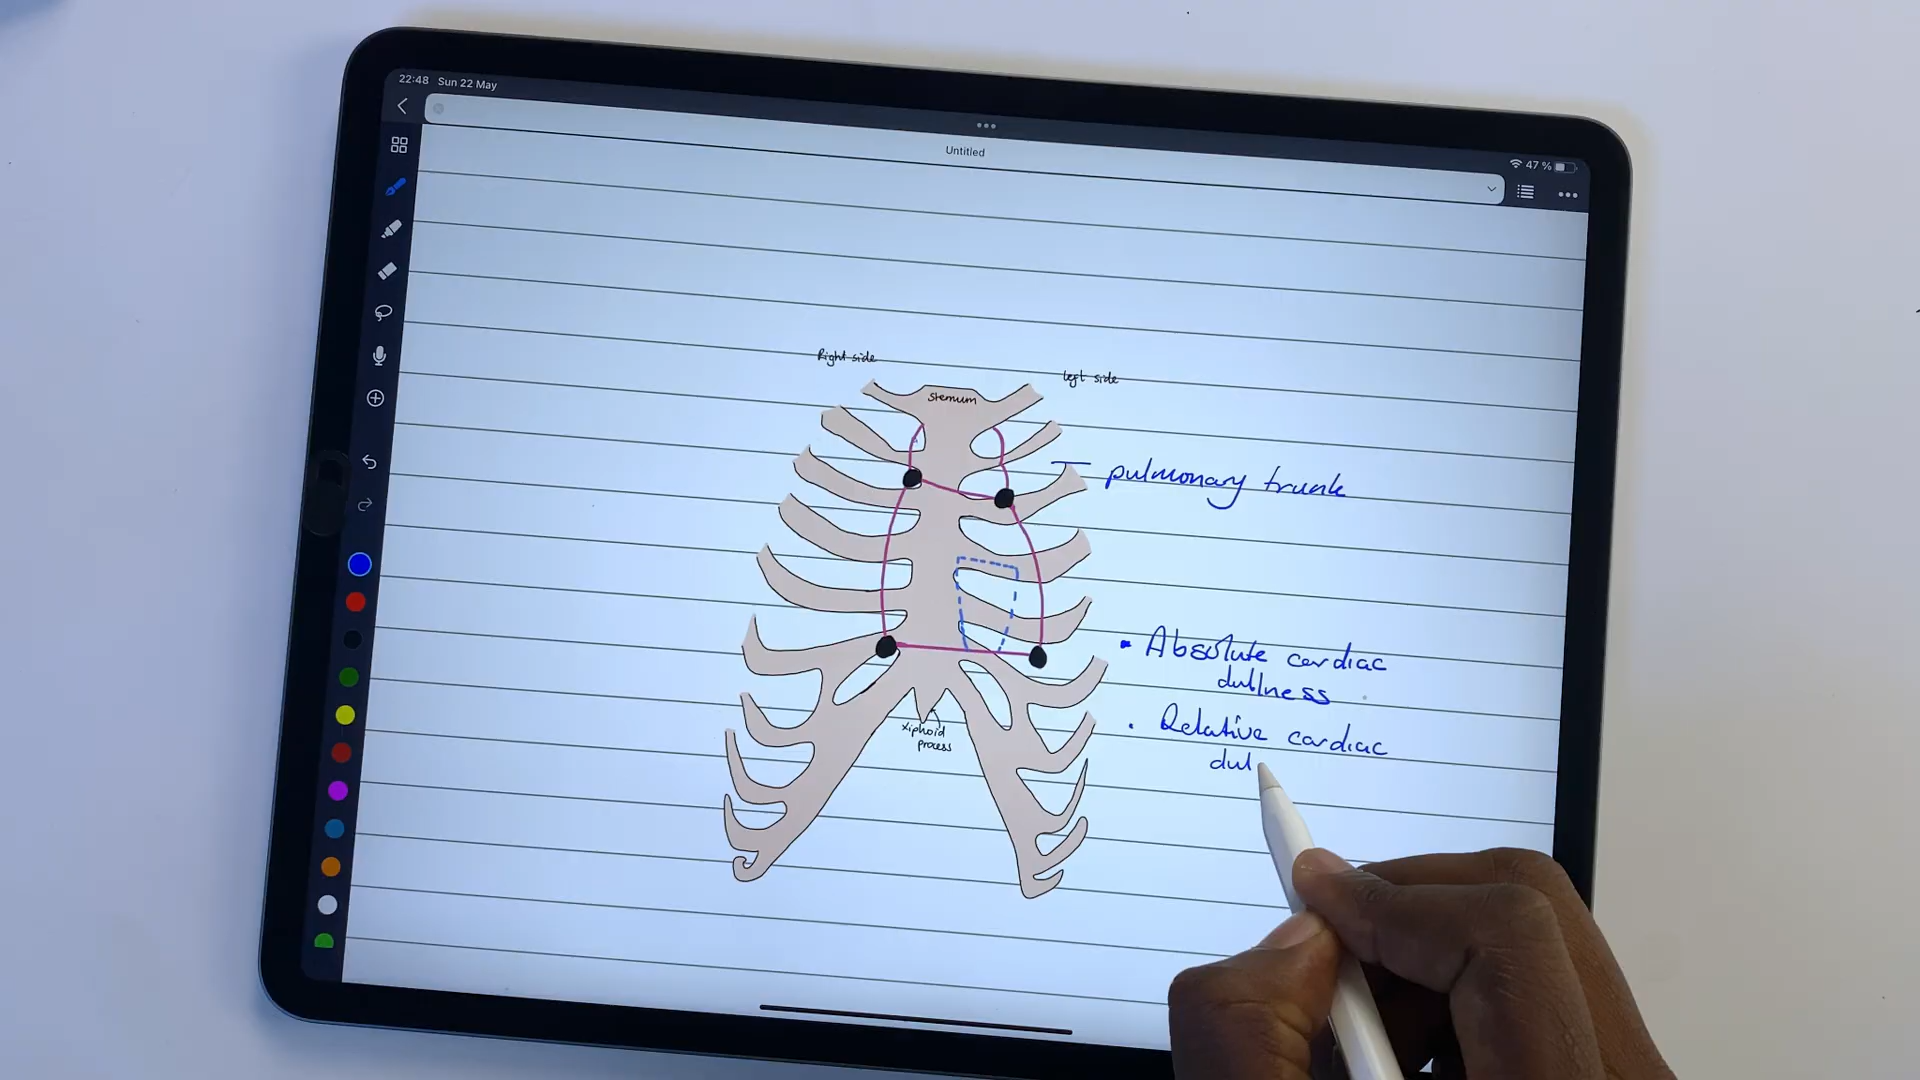 22:48 Sun 22 May
Untitled
47 %
Right side
left side
Sternum
pulmonary trunk
Absolute cardiac
dullness
Relative cardiac
dul
Xiphoid
process